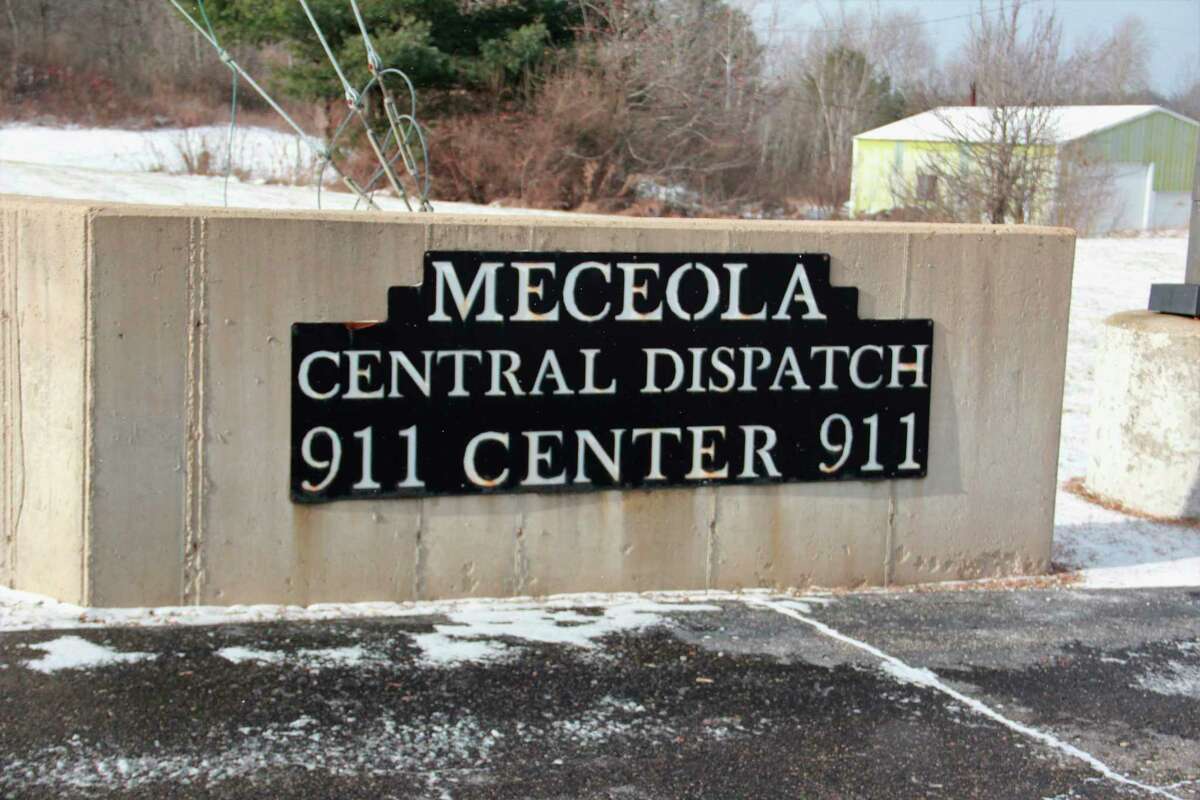 MECEOLA
CENTRAL DISPATCH
911 CENTER 911